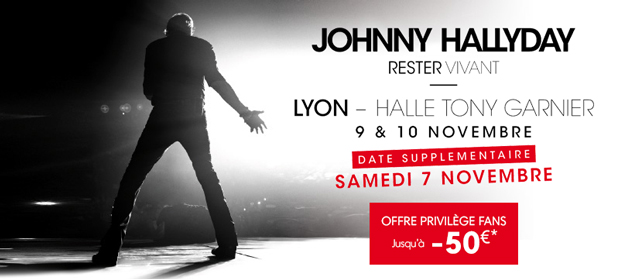 JOHNNY HALLYDAY
RESTER VIVANT
LYON – HALLE TONY GARNIER
9 & 10 NOVEMBRE
DATE SUPPLEMENTAIRE
SAMEDI 7 NOVEMBRE
OFFRE PRIVILÈGE FANS
Jusqu'à -50€*